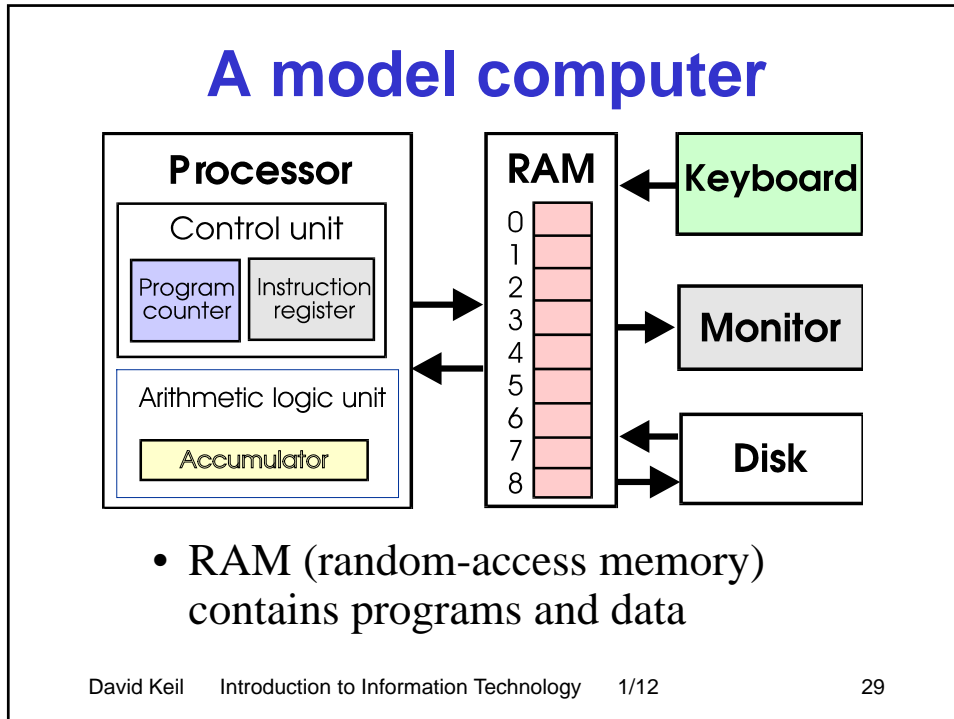 A model computer
Processor
Control unit
Program
counter
Instruction
register
Arithmetic logic unit
Accumulator
RAM
0
1
2
3
4
5
6
7
8
Keyboard
Monitor
Disk
• RAM (random-access memory)
contains programs and data
David Keil Introduction to Information Technology 1/12 29